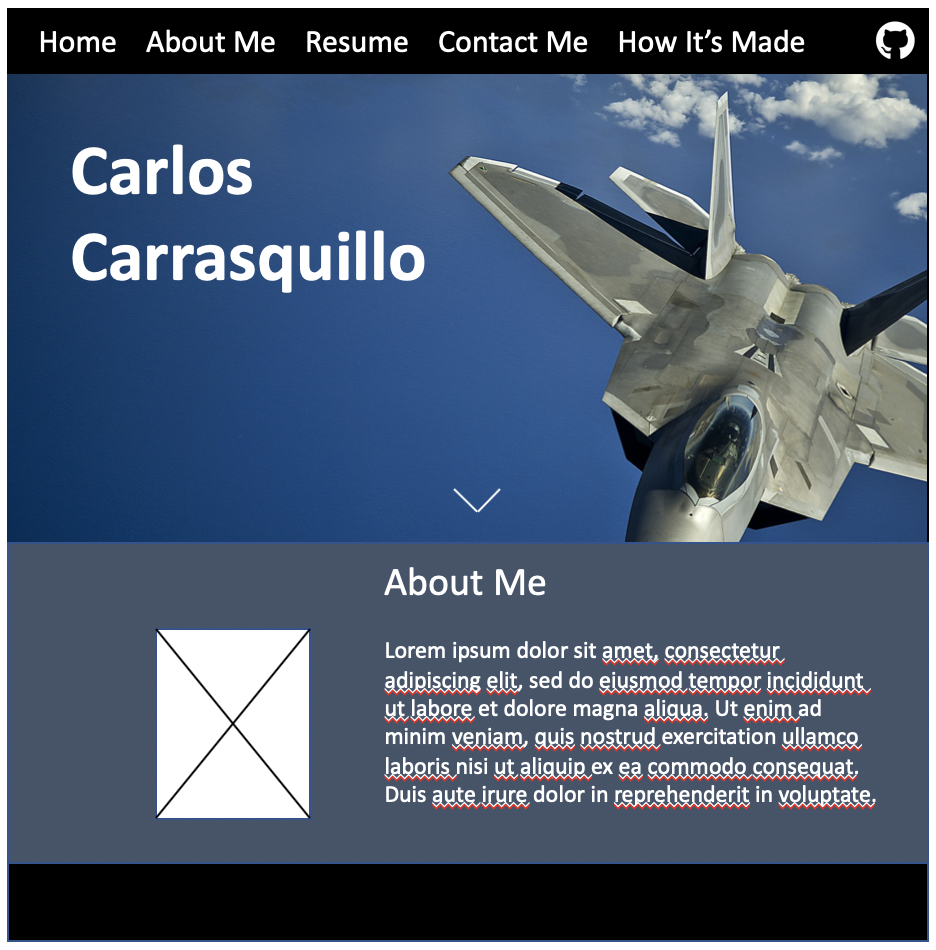 Home About Me Resume Contact Me How It’s Made
Carlos
Carrasquillo
About Me
Lorem ipsum dolor sit amet, consectetur
adipiscing elit, sed do eiusmod tempor incididunt
ut labore et dolore magna aliqua. Ut enim ad
minim veniam, quis nostrud exercitation ullamco
laboris nisi ut aliquip ex ea commodo consequat.
Duis aute irure dolor in reprehenderit in voluptate.